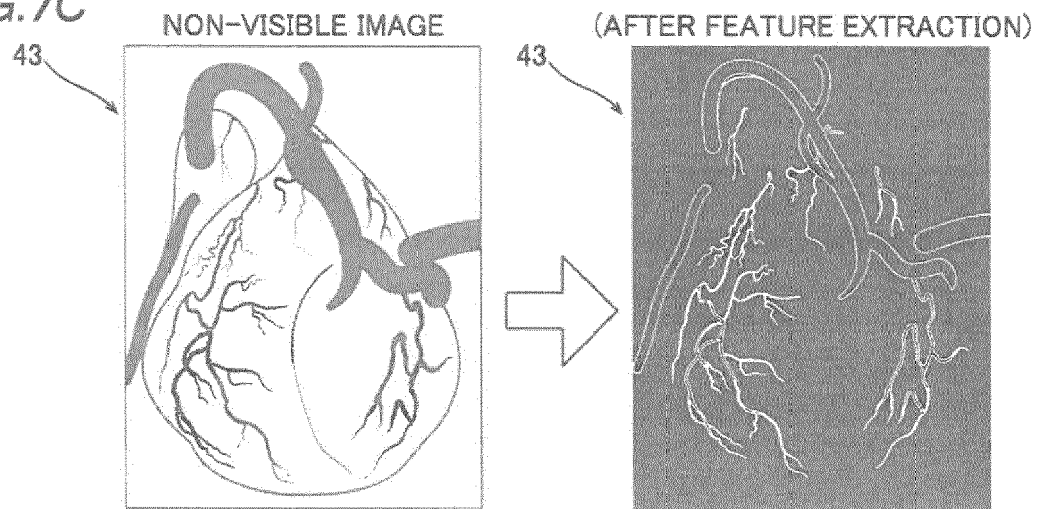 G.7C
NON-VISIBLE IMAGE
(AFTER FEATURE EXTRACTION)
43
43